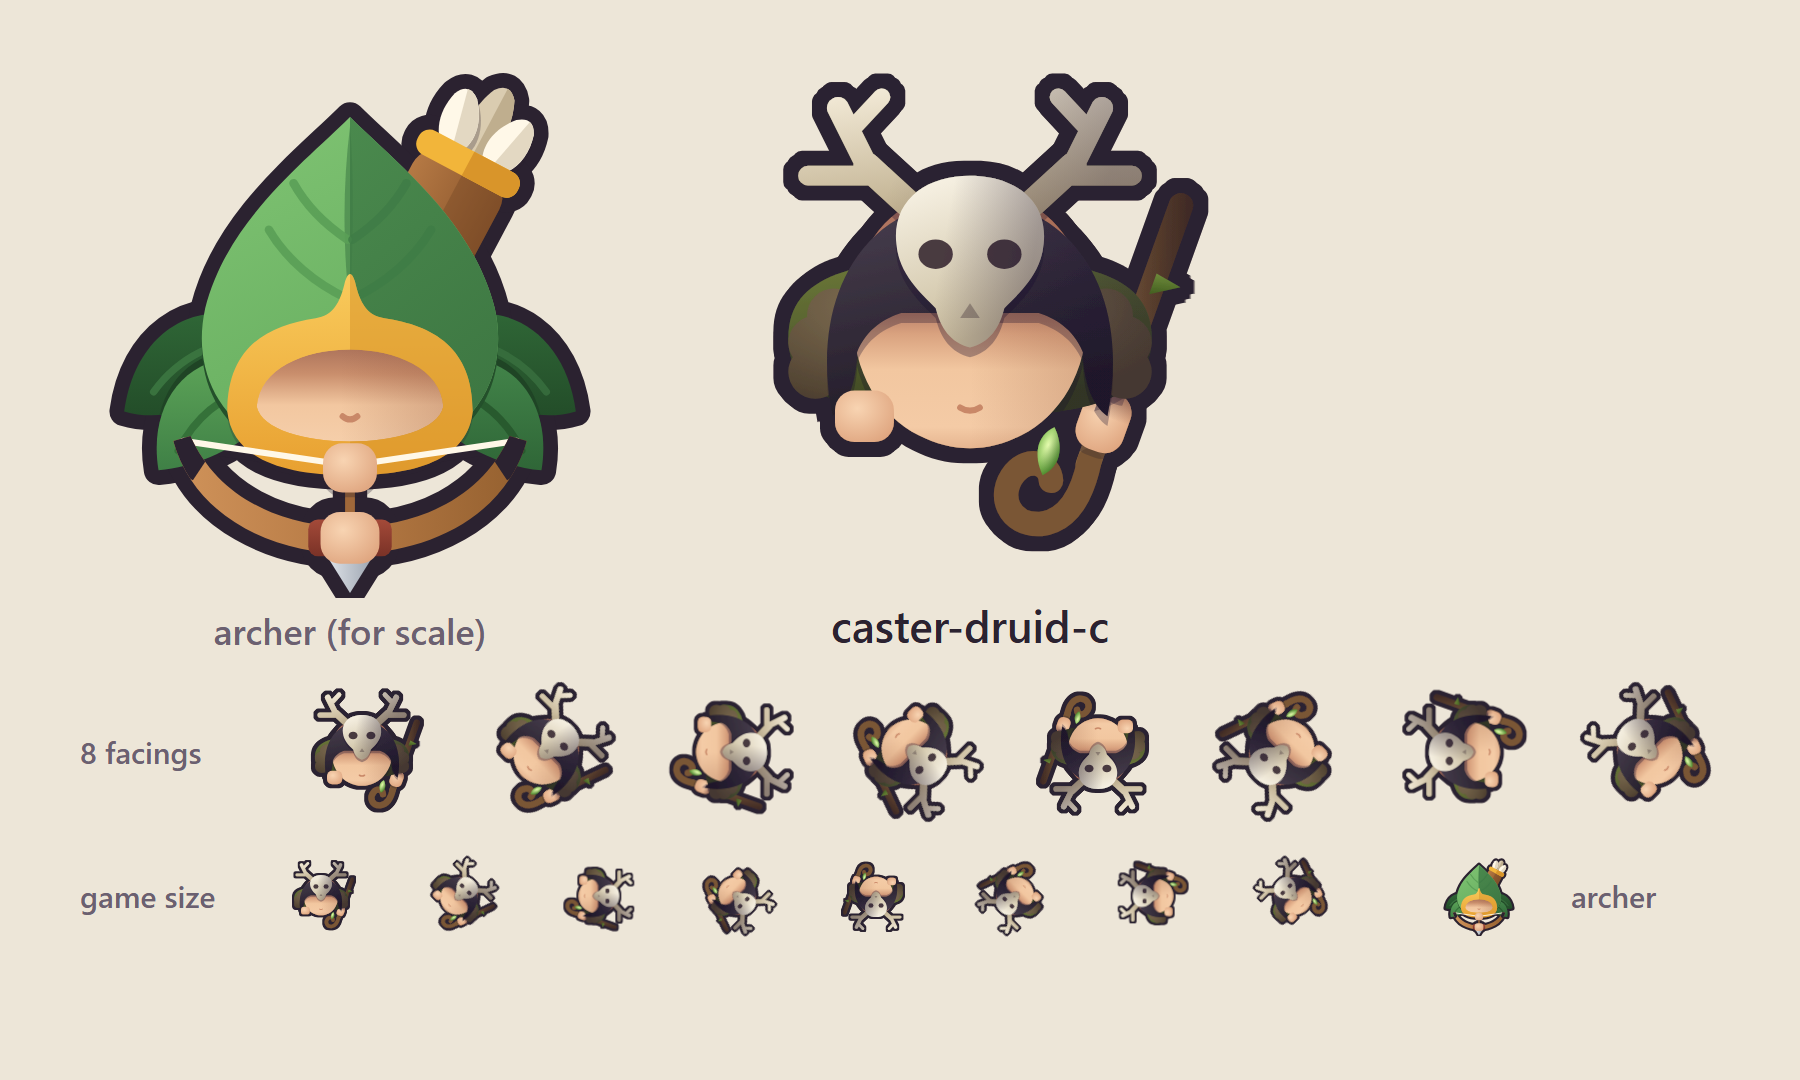 archer (for scale)
caster-druid-c
8 facings
game size
archer